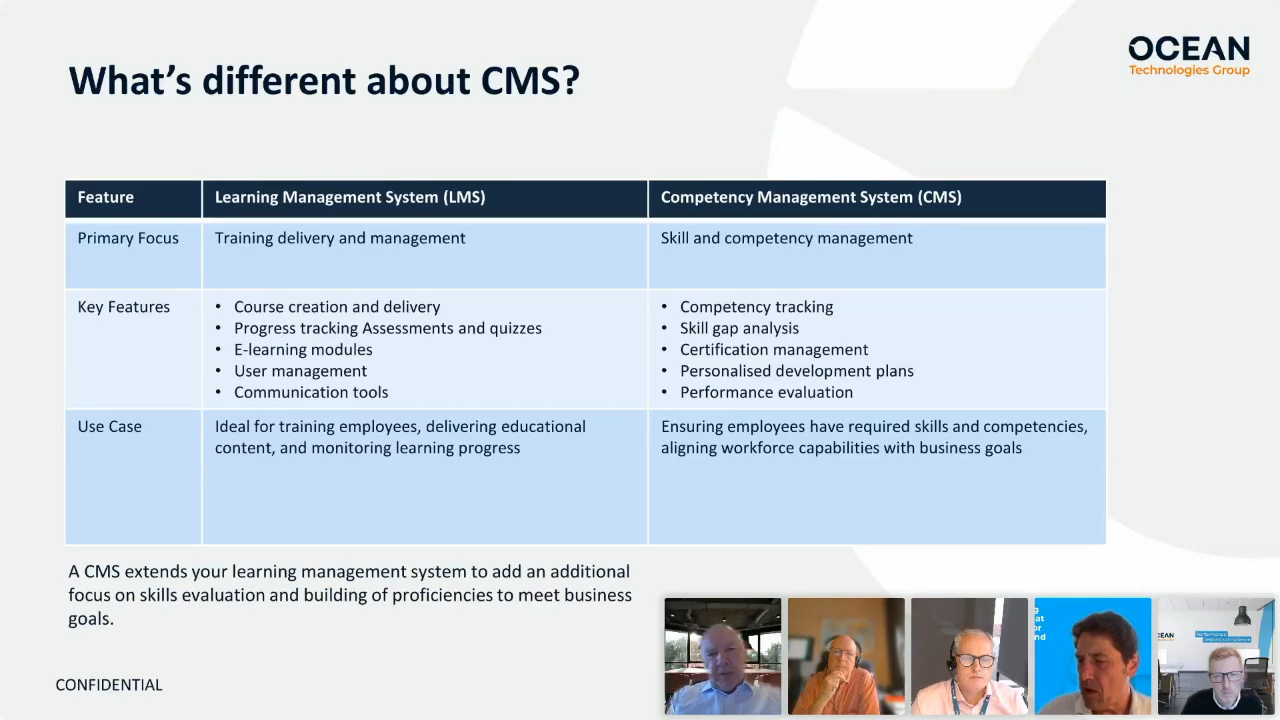 OCEAN
Technologies Group
What's different about CMS?
Feature
Learning Management System (LMS)
Competency Management System (CMS)
Primary Focus
Training delivery and management
Skill and competency management
Key Features
• Course creation and delivery
• Progress tracking Assessments and quizzes
• E-learning modules
• User management
• Communication tools
• Competency tracking
• Skill gap analysis
• Certification management
• Personalised development plans
• Performance evaluation
Use Case
Ideal for training employees, delivering educational
content, and monitoring learning progress
Ensuring employees have required skills and competencies,
aligning workforce capabilities with business goals
A CMS extends your learning management system to add an additional
focus on skills evaluation and building of proficiencies to meet business
goals.
CONFIDENTIAL
g
at
or
nd
CEAN
Performance